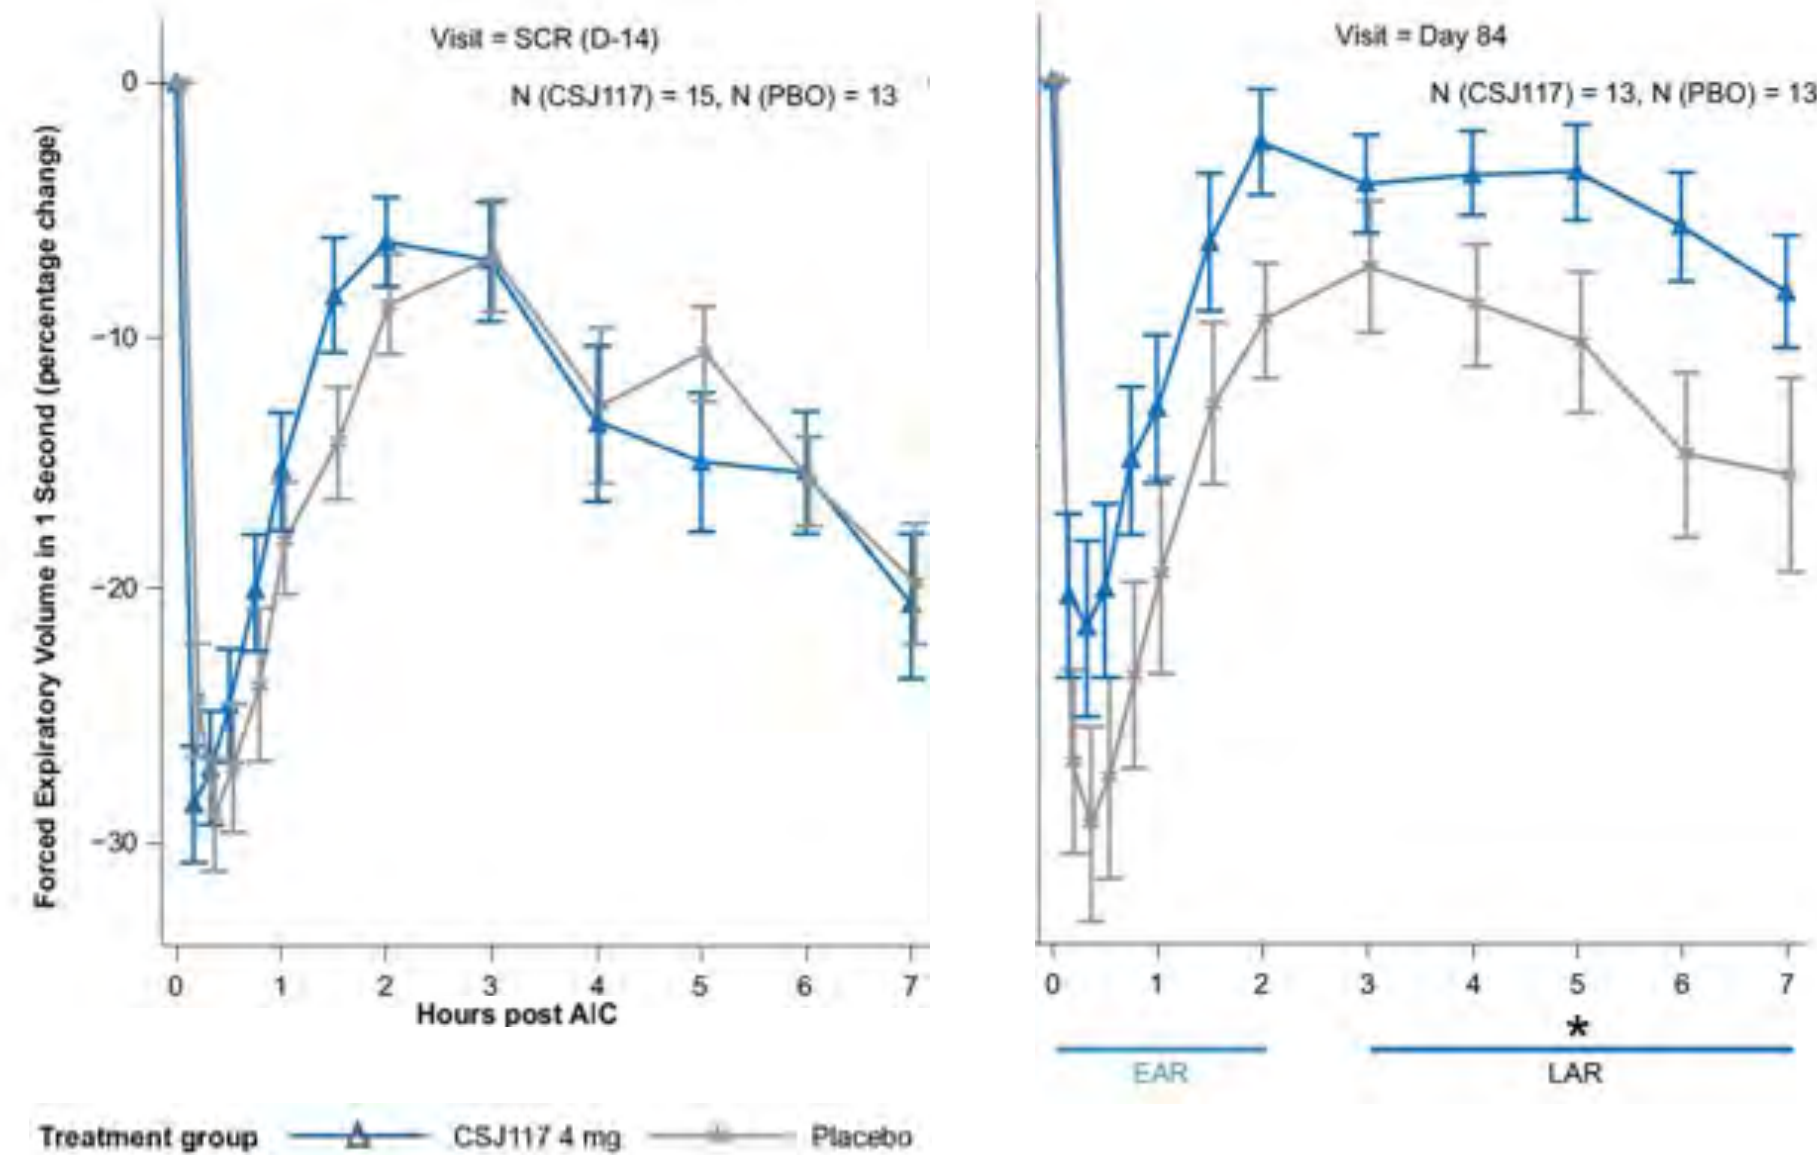 Visit = SCR (D-14)
N (CSJ117) = 15, N (PBO) = 13
Forced Expiratory Volume in 1 Second (percentage change)
0
−10
−20
−30
0 1 2 3 4 5 6 7
Hours post AIC
Visit = Day 84
N (CSJ117) = 13, N (PBO) = 13
0 1 2 3 4 5 6 7
*
EAR
LAR
Treatment group CSJ117 4 mg Placebo